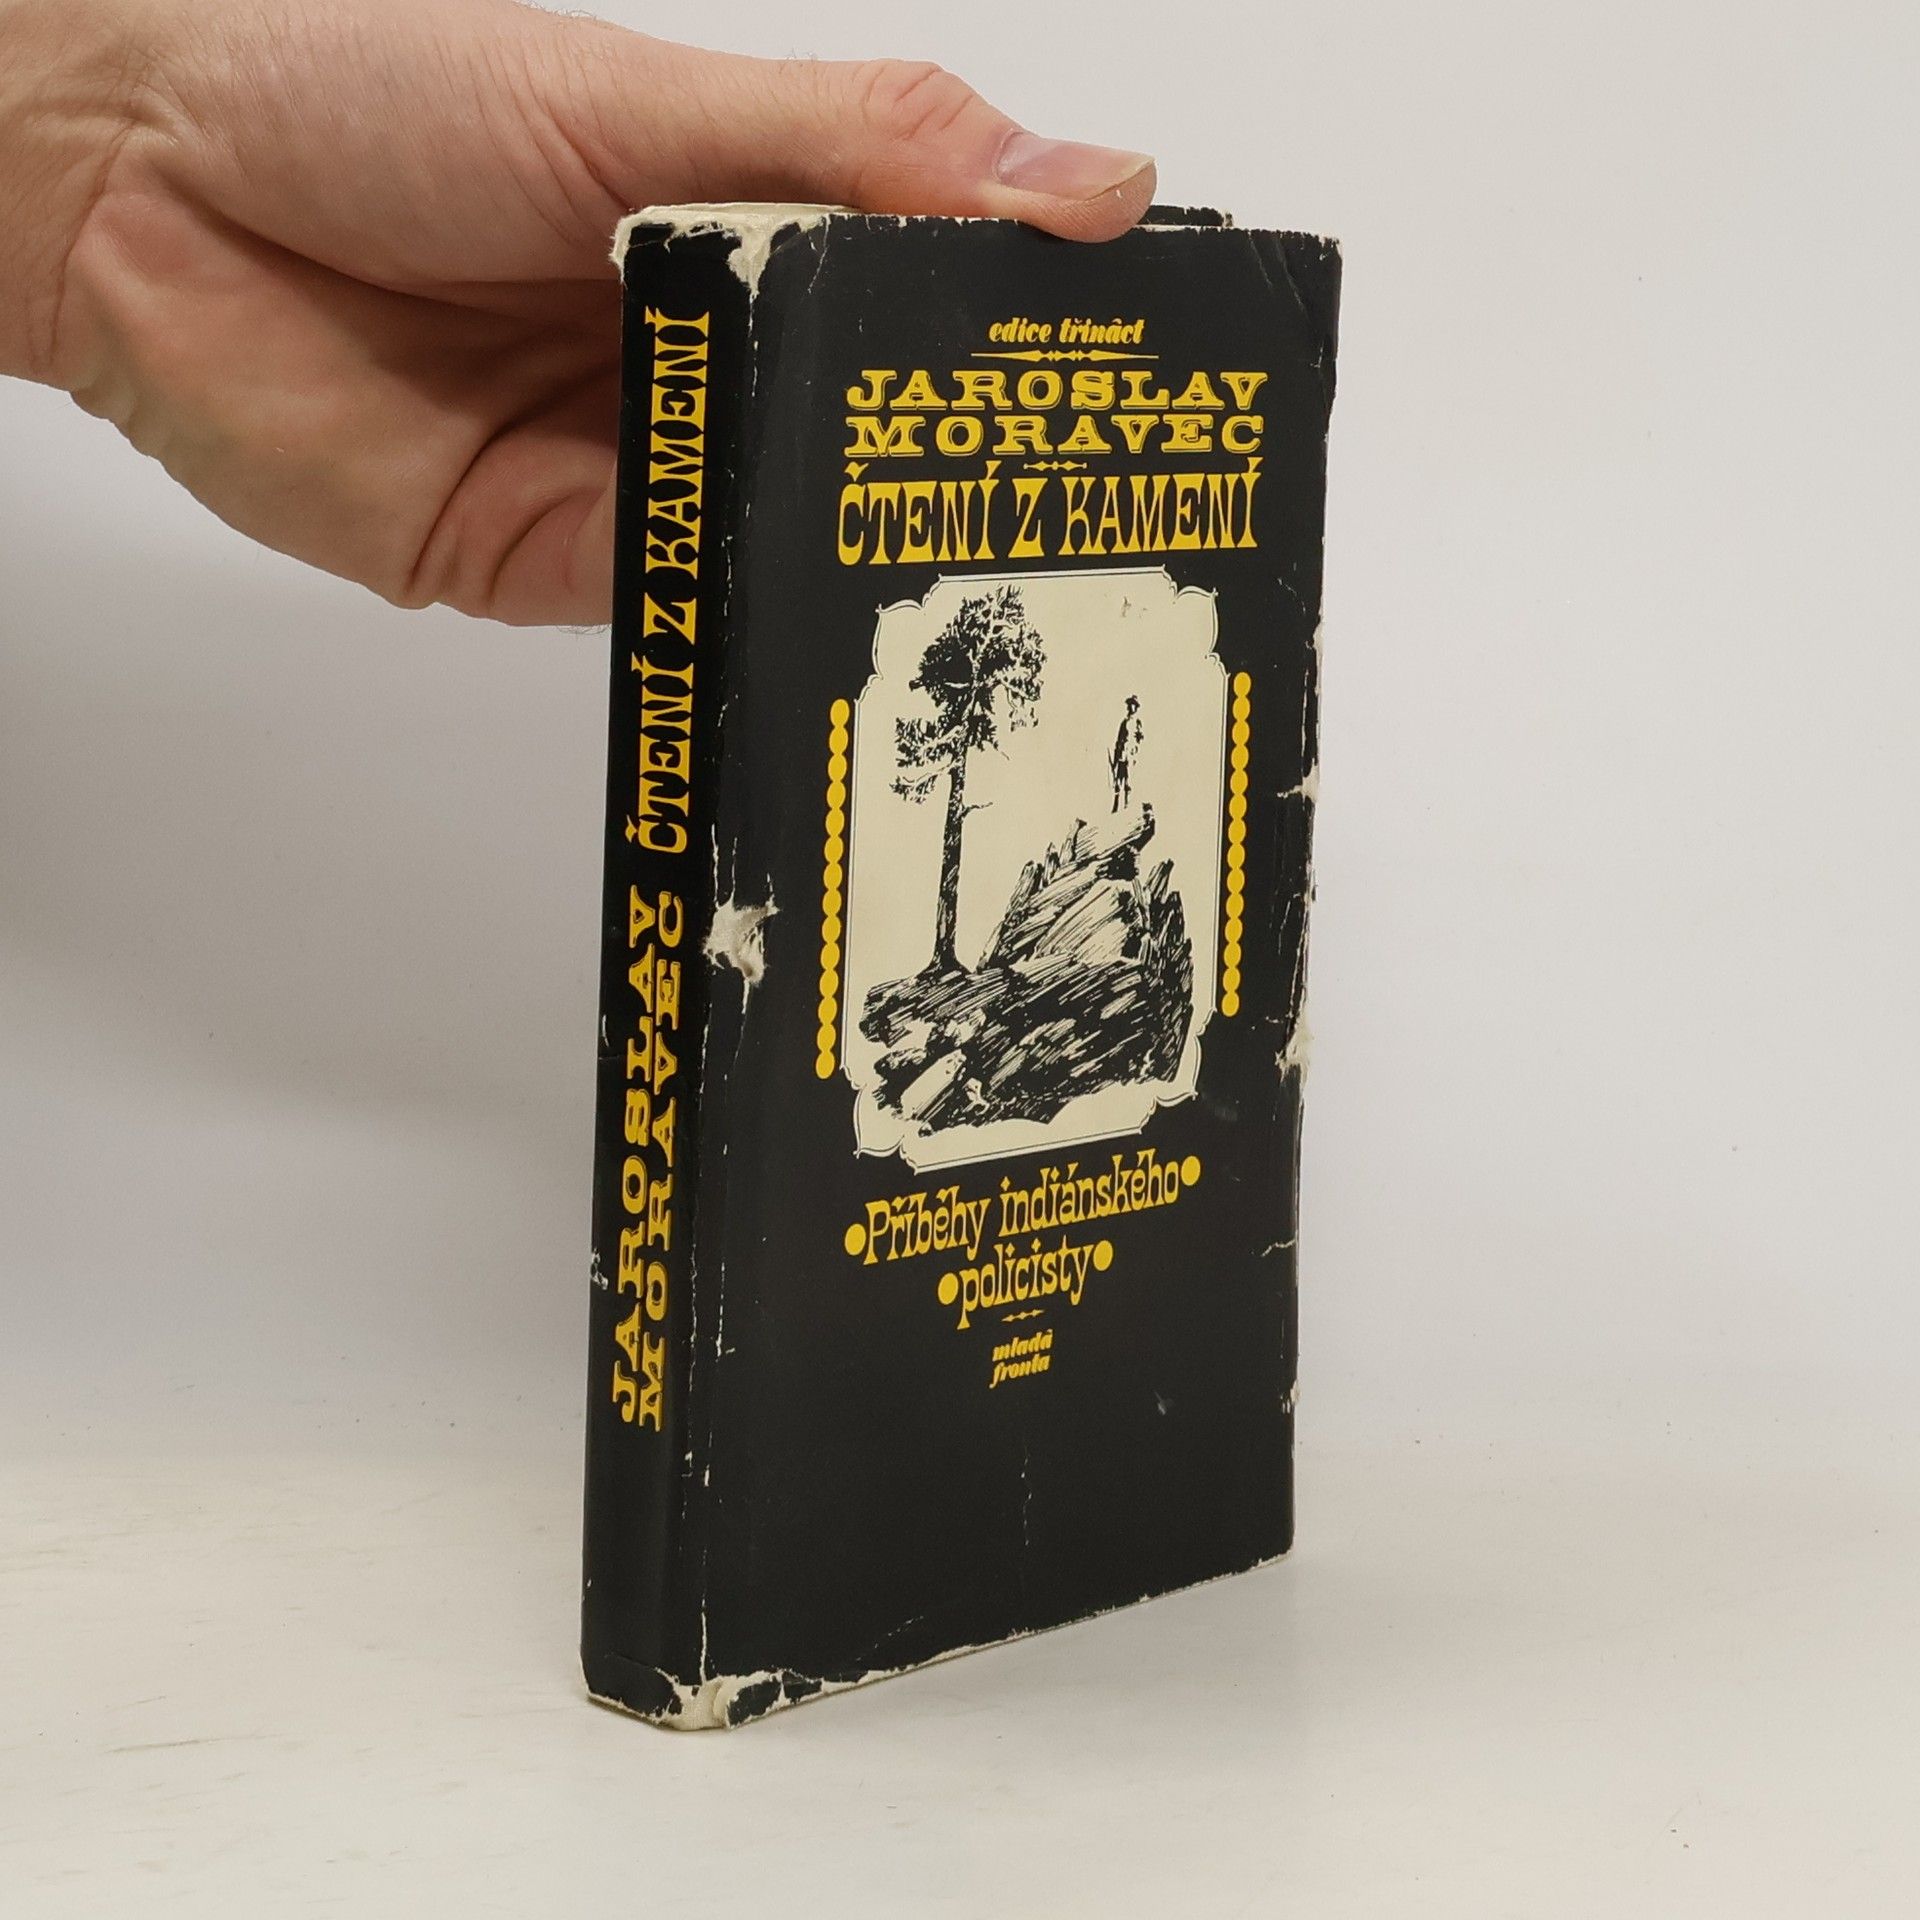 ČTENÍ Z KAMENÍ
JAROSLAV
MORAVEC
edice třináct
JAROSLAV
MORAVEC
ČTENÍ Z KAMENÍ
•Příběhy indiánského•
•policisty•
mladá
fronta